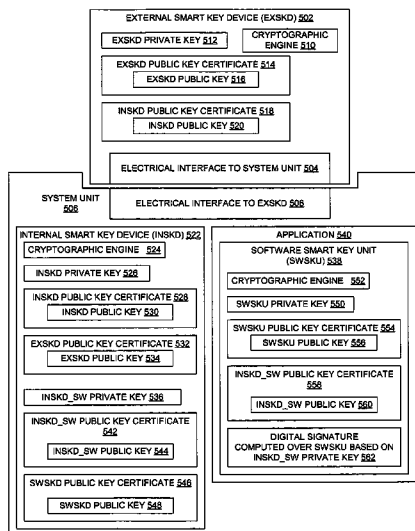 EXTERNAL SMART KEY DEVICE (EXSKD) 502
EXSKD PRIVATE KEY 512
CRYPTOGRAPHIC
ENGINE 510
EXSKD PUBLIC KEY CERTIFICATE 514
EXSKD PUBLIC KEY 516
INSKD PUBLIC KEY CERTIFICATE 518
INSKD PUBLIC KEY 520
ELECTRICAL INTERFACE TO SYSTEM UNIT 504
SYSTEM UNIT
506
ELECTRICAL INTERFACE TO EXSKD 508
INTERNAL SMART KEY DEVICE (INSKD) 522
CRYPTOGRAPHIC ENGINE 524
INSKD PRIVATE KEY 526
INSKD PUBLIC KEY CERTIFICATE 528
INSKD PUBLIC KEY 530
EXSKD PUBLIC KEY CERTIFICATE 532
EXSKD PUBLIC KEY 534
INSKD_SW PRIVATE KEY 536
INSKD_SW PUBLIC KEY CERTIFICATE
542
INSKD_SW PUBLIC KEY 544
SWSKU PUBLIC KEY CERTIFICATE 546
SWSKU PUBLIC KEY 548
APPLICATION 540
SOFTWARE SMART KEY UNIT
(SWSKU) 538
CRYPTOGRAPHIC ENGINE 552
SWSKU PRIVATE KEY 550
SWSKU PUBLIC KEY CERTIFICATE 554
SWSKU PUBLIC KEY 556
INSKD_SW PUBLIC KEY CERTIFICATE
558
INSKD_SW PUBLIC KEY 560
DIGITAL SIGNATURE
COMPUTED OVER SWSKU BASED ON
INSKD_SW PRIVATE KEY 562